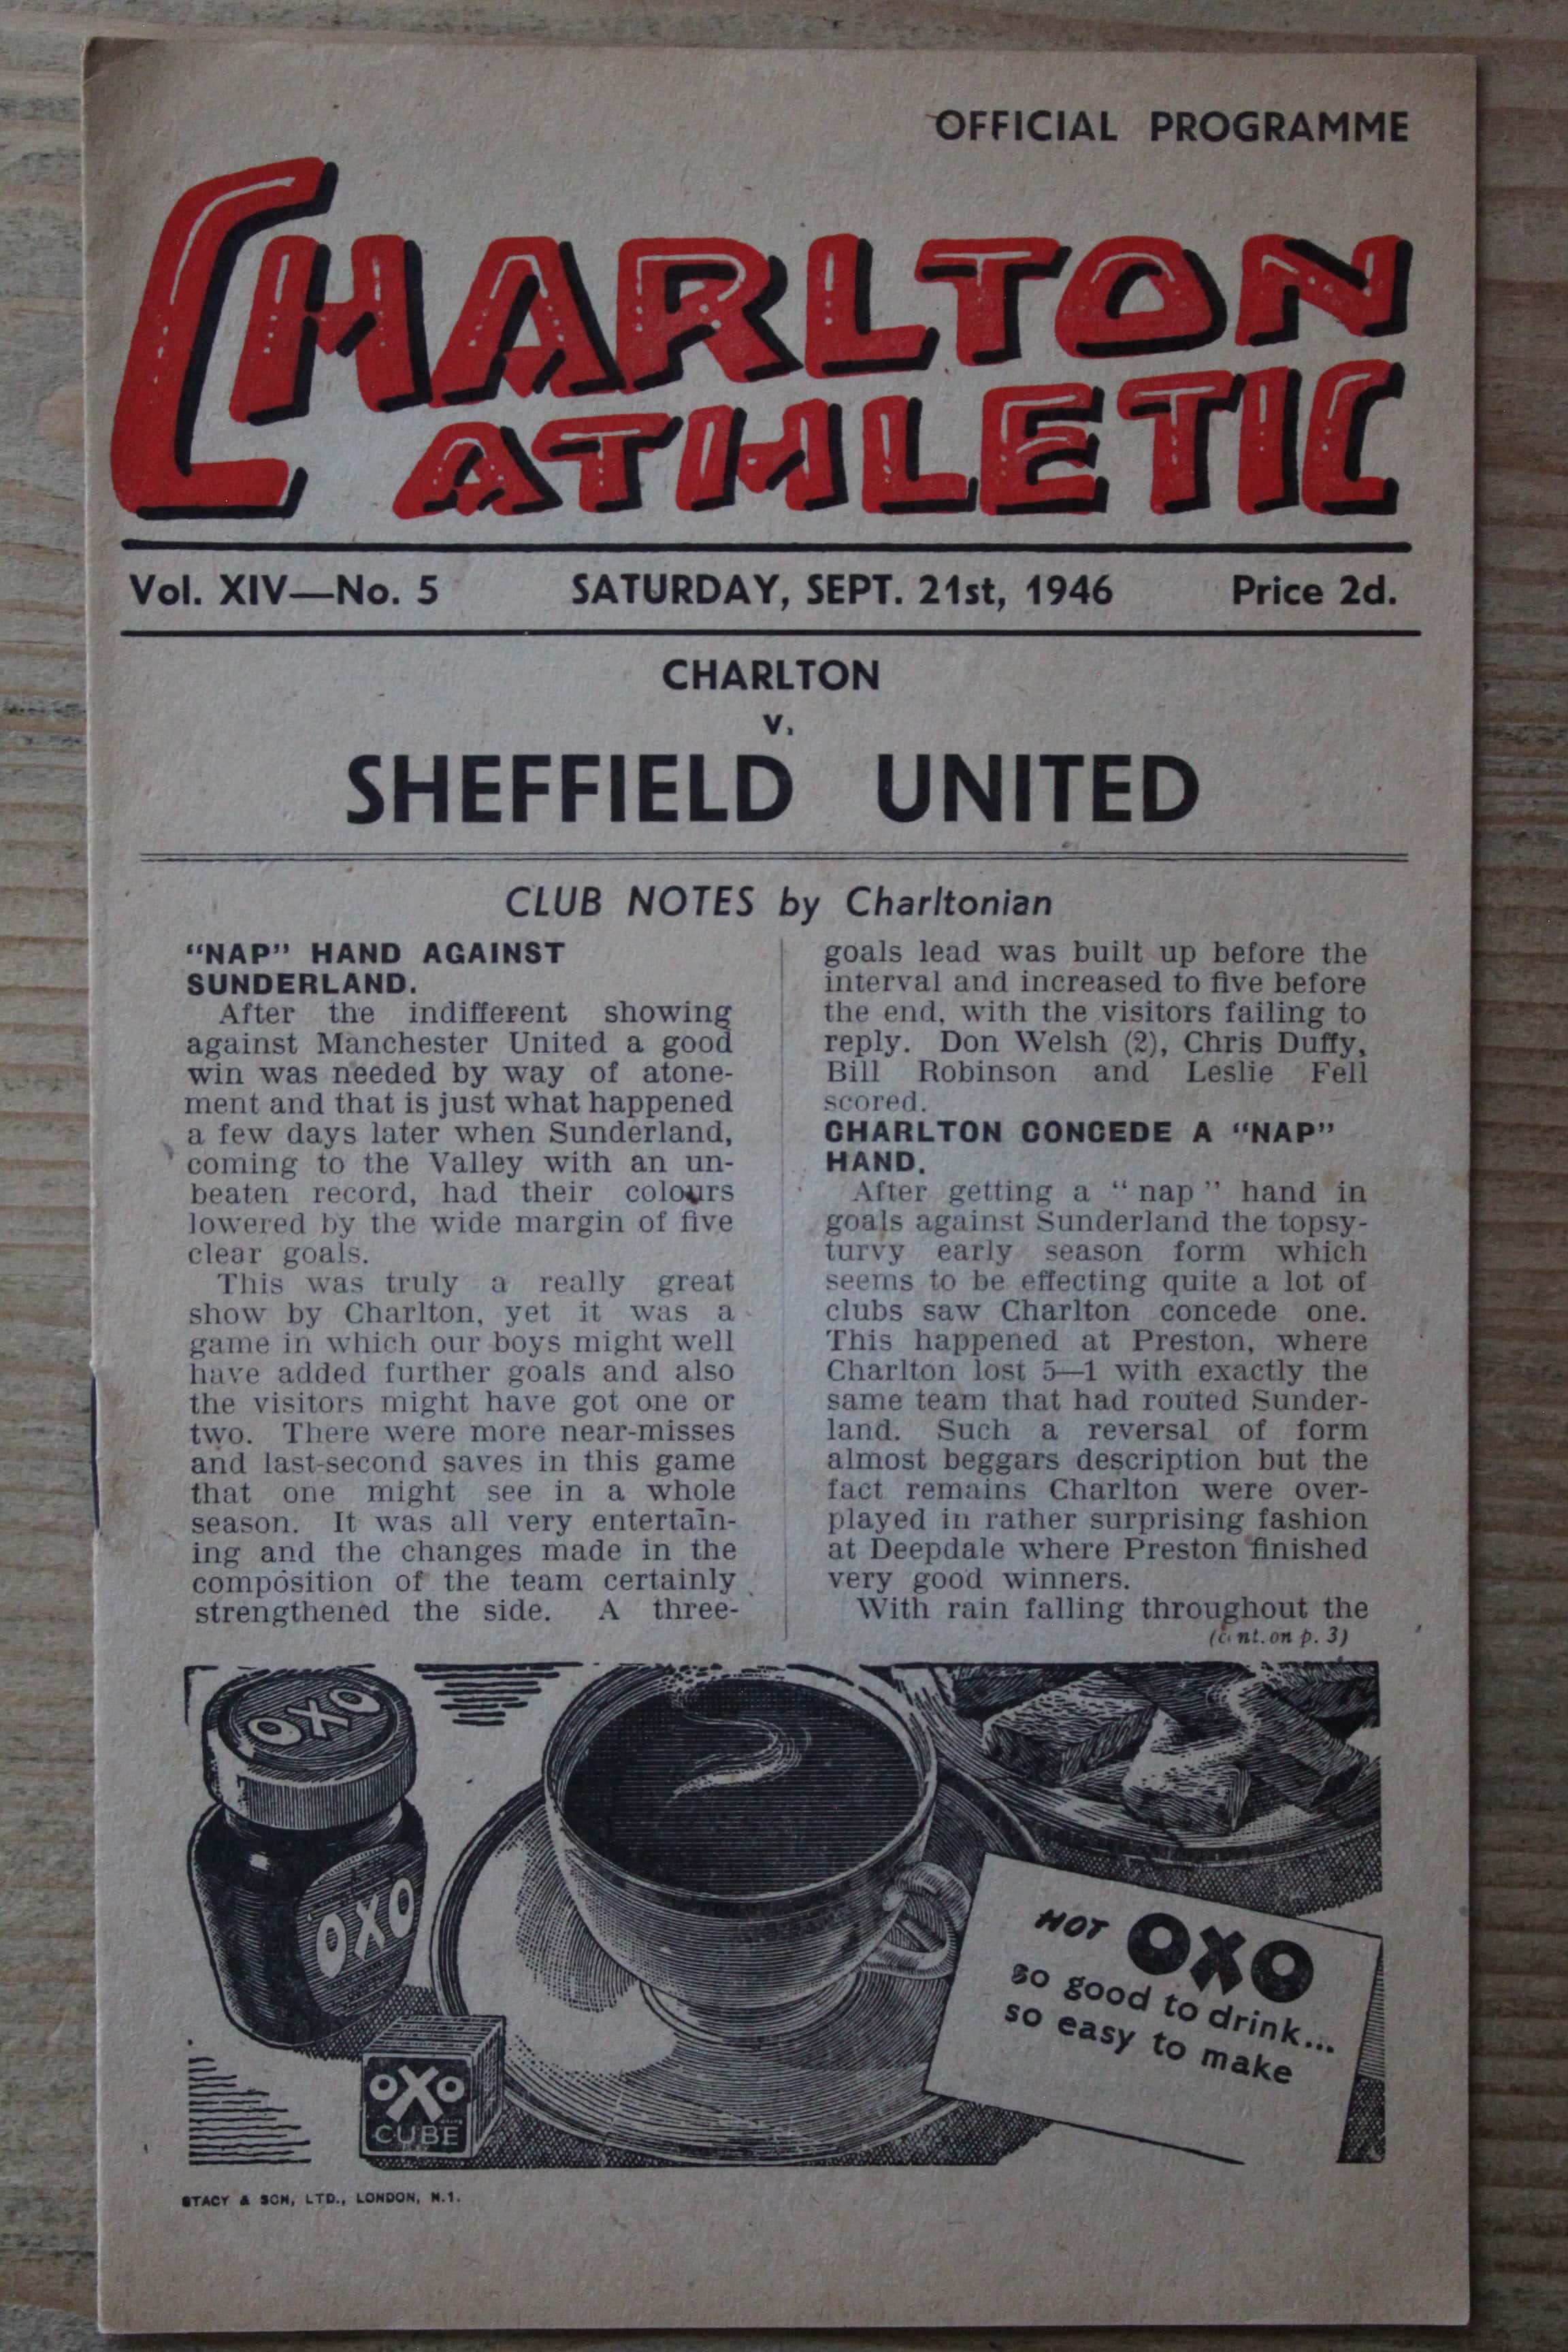 OFFICIAL PROGRAMME
CHARLTON
ATHLETIC
Vol. XIV—No. 5 SATURDAY, SEPT. 21st, 1946 Price 2d.
CHARLTON
v.
SHEFFIELD UNITED
CLUB NOTES by Charltonian
“NAP” HAND AGAINST
SUNDERLAND.
After the indifferent showing
against Manchester United a good
win was needed by way of atone-
ment and that is just what happened
a few days later when Sunderland,
coming to the Valley with an un-
beaten record, had their colours
lowered by the wide margin of five
clear goals.
This was truly a really great
show by Charlton, yet it was a
game in which our boys might well
have added further goals and also
the visitors might have got one or
two. There were more near-misses
and last-second saves in this game
that one might see in a whole
season. It was all very entertain-
ing and the changes made in the
composition of the team certainly
strengthened the side. A three-
goals lead was built up before the
interval and increased to five before
the end, with the visitors failing to
reply. Don Welsh (2), Chris Duffy,
Bill Robinson and Leslie Fell
scored.
CHARLTON CONCEDE A “NAP”
HAND.
After getting a “ nap ” hand in
goals against Sunderland the topsy-
turvy early season form which
seems to be effecting quite a lot of
clubs saw Charlton concede one.
This happened at Preston, where
Charlton lost 5—1 with exactly the
same team that had routed Sunder-
land. Such a reversal of form
almost beggars description but the
fact remains Charlton were over-
played in rather surprising fashion
at Deepdale where Preston finished
very good winners.
With rain falling throughout the
(cont. on p. 3)
OXO
OXO
OXO
CUBE
HOT OXO
so good to drink...
so easy to make
STACY & SON, LTD., LONDON, N.1.